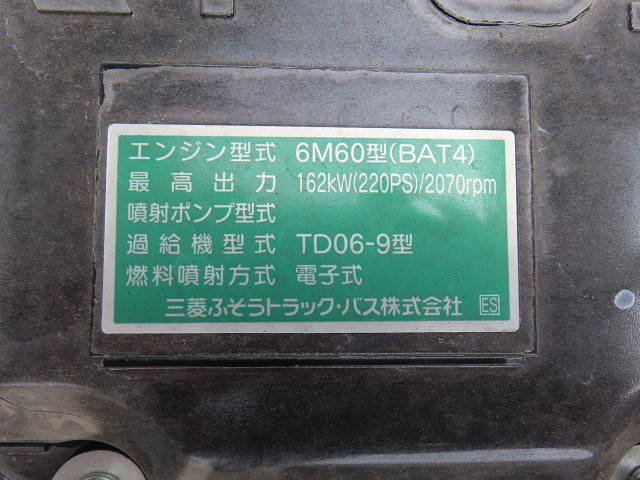 エンジン型式 6M60型(BAT4)
最高出力 162kW(220PS)/2070rpm
噴射ポンプ型式
過給機型式 TD06-9型
燃料噴射方式 電子式
三菱ふそうトラック・バス株式会社 ES